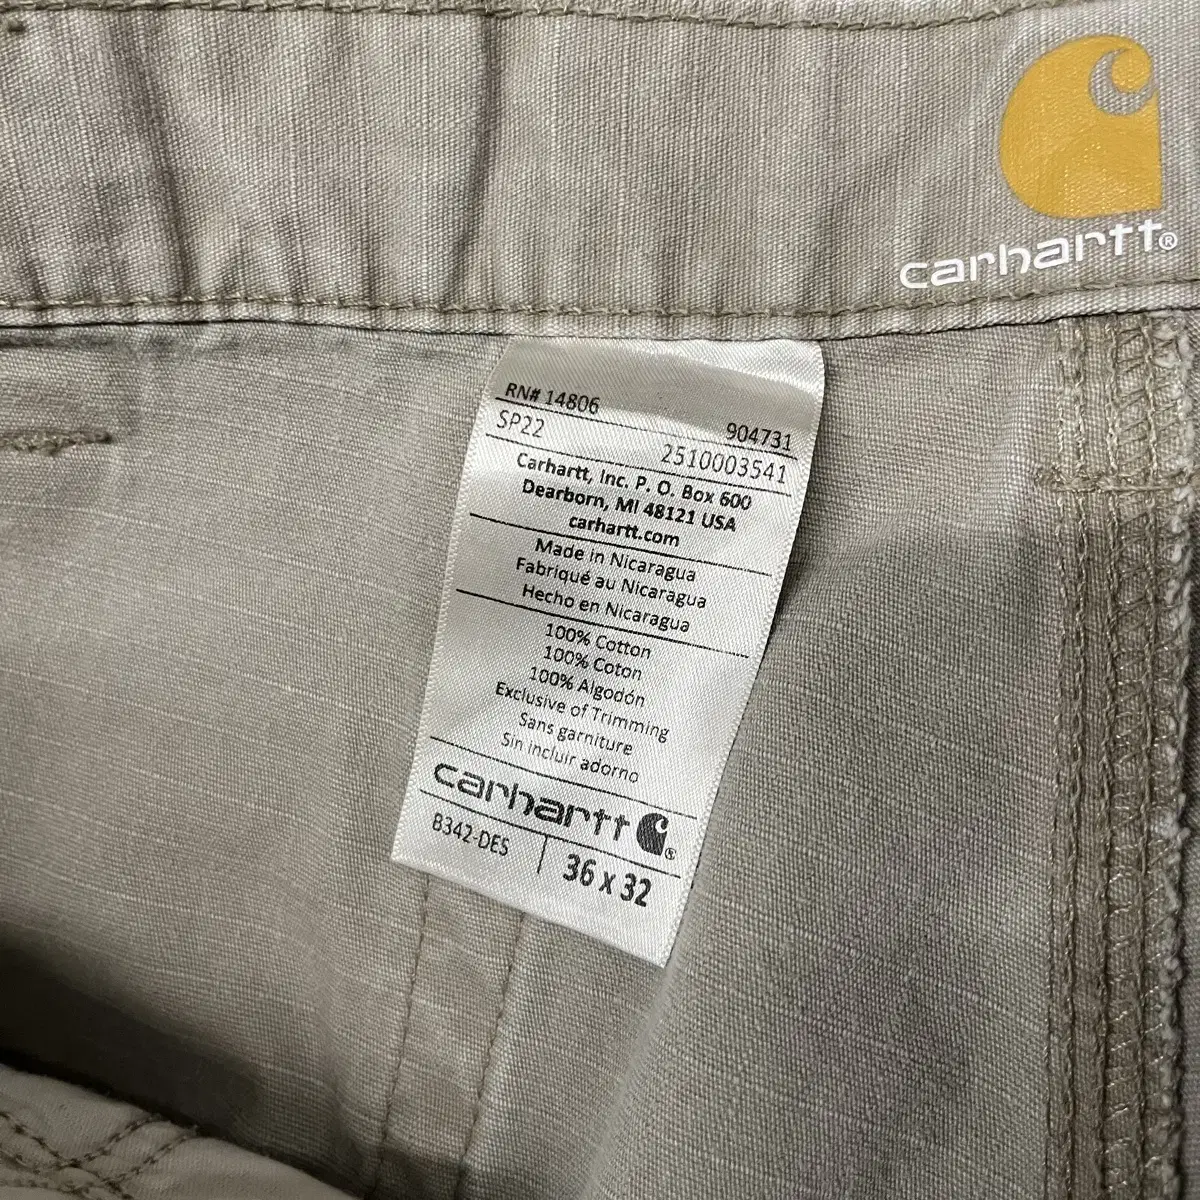 carhartt®
RN# 14806
904731
SP22
2510003541
Carhartt, Inc. P. O. Box 600
Dearborn, MI 48121 USA
carhartt.com
Made in Nicaragua
Fabriqué au Nicaragua
Hecho en Nicaragua
100% Cotton
100% Coton
100% Algodón
Exclusive of Trimming
Sans garniture
Sin incluir adorno
carhartt ®
B342-DES | 36 x 32